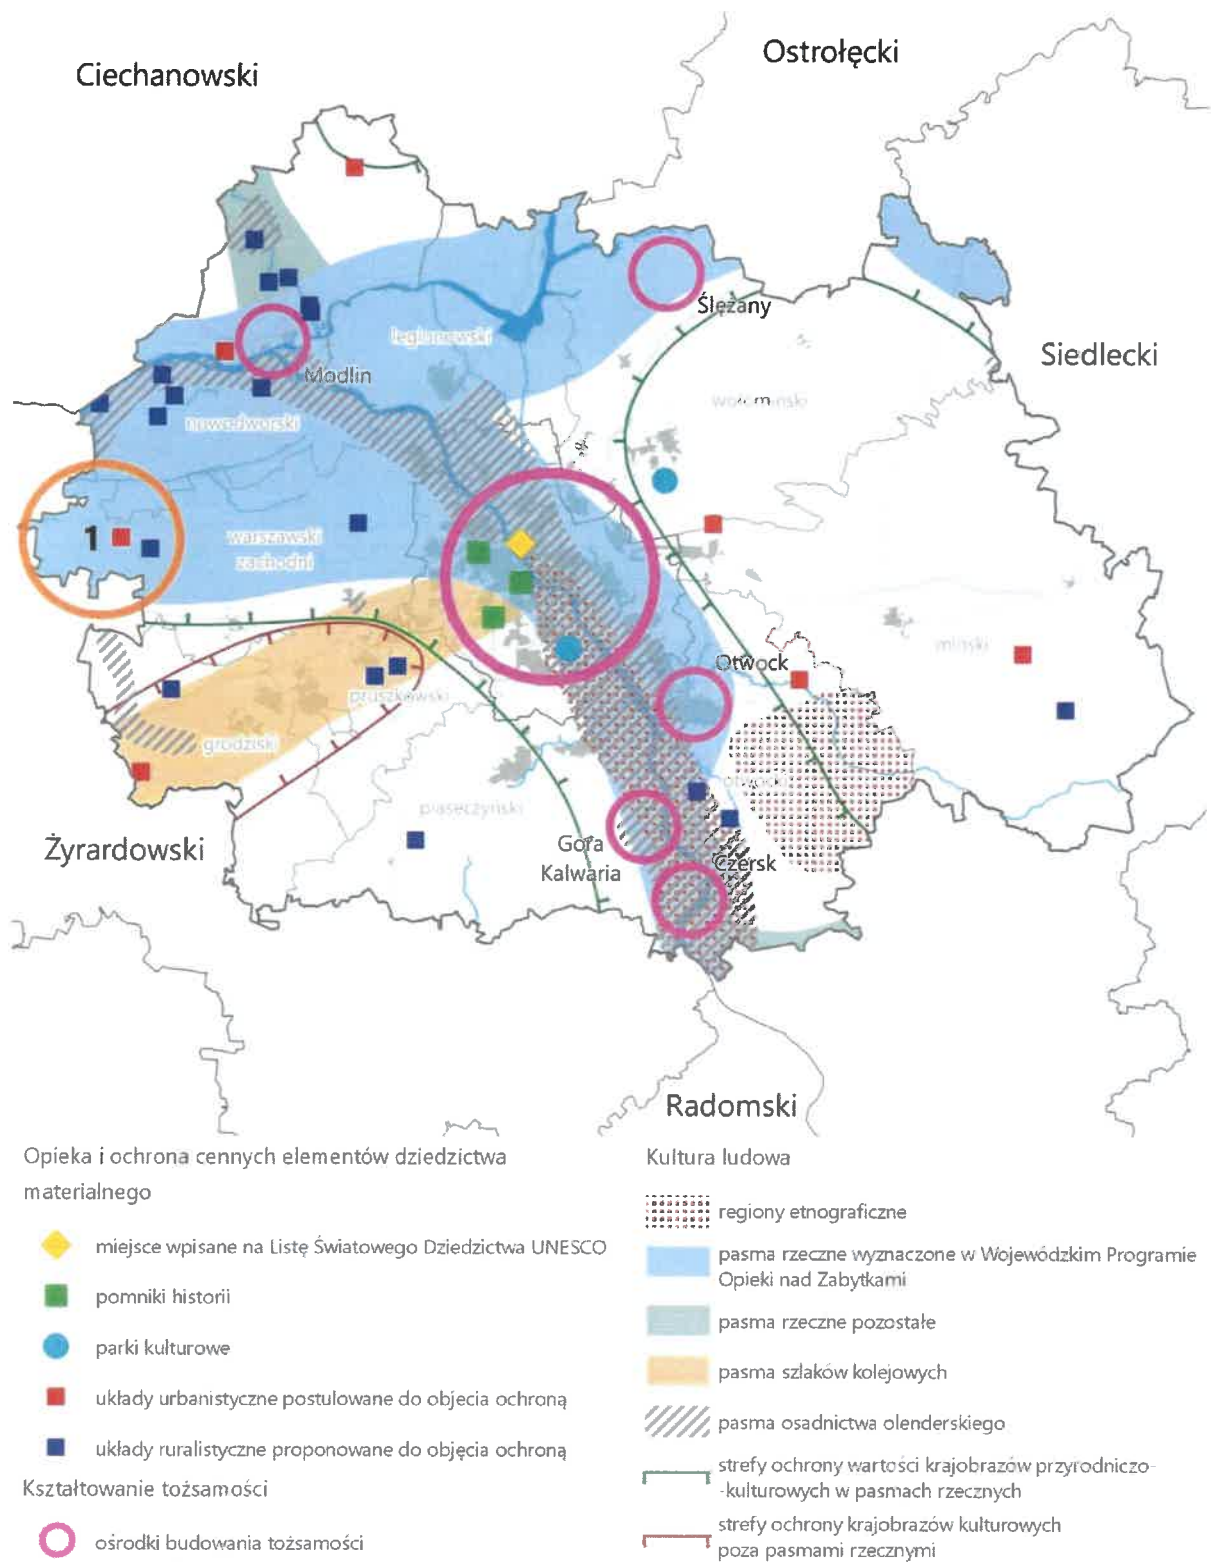 Ostrołęcki
Ciechanowski
Ślężany
legionowski
Siedlecki
Modlin
nowodworski
1
warszawski
zachodni
Otwock
miński
pruszkowski
grodziski
otwocki
piaseczyński
Żyrardowski
Góra
Kalwaria
Czersk
Radomski
Opieka i ochrona cennych elementów dziedzictwa
materialnego
miejsce wpisane na Listę Światowego Dziedzictwa UNESCO
pomniki historii
parki kulturowe
układy urbanistyczne postulowane do objecia ochroną
układy ruralistyczne proponowane do objęcia ochroną
Kształtowanie tożsamości
ośrodki budowania tożsamości
Kultura ludowa
regiony etnograficzne
pasma rzeczne wyznaczone w Wojewódzkim Programie
Opieki nad Zabytkami
pasma rzeczne pozostałe
pasma szlaków kolejowych
pasma osadnictwa olenderskiego
strefy ochrony wartości krajobrazów przyrodniczo-
-kulturowych w pasmach rzecznych
strefy ochrony krajobrazów kulturowych
poza pasmami rzecznymi